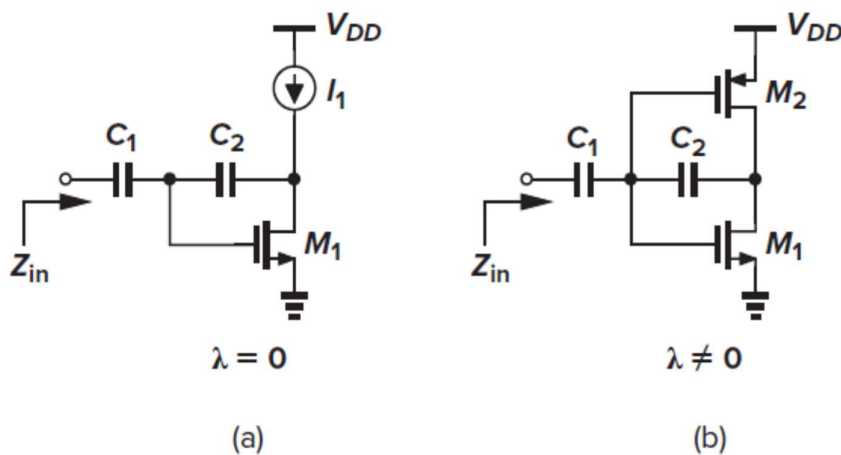 V_DD
I_1
C_1 C_2
M_1
Z_in
λ = 0
(a)
V_DD
M_2
C_1 C_2
M_1
Z_in
λ ≠ 0
(b)